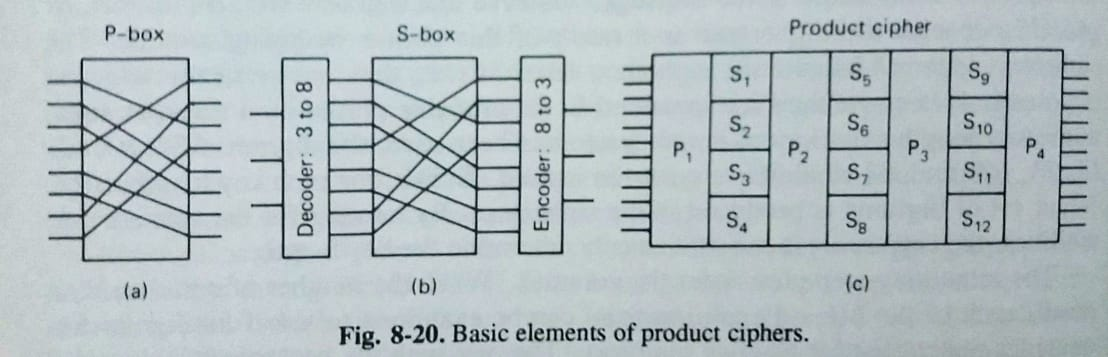 P-box
S-box
Product cipher
Decoder: 3 to 8
Encoder: 8 to 3
P1
S1
S2
S3
S4
P2
S5
S6
S7
S8
P3
S9
S10
S11
S12
P4
(a)
(b)
(c)
Fig. 8-20. Basic elements of product ciphers.